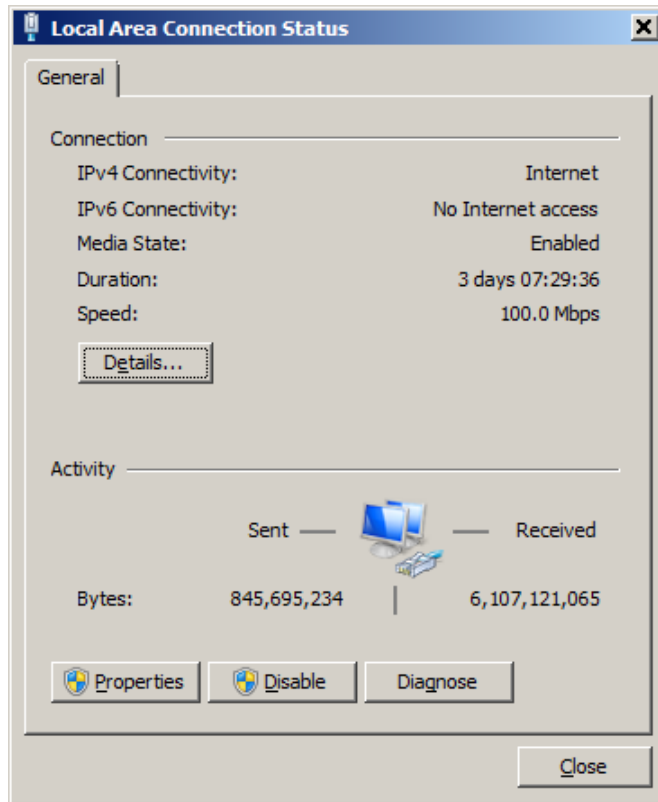 Local Area Connection Status
General
Connection
IPv4 Connectivity: Internet
IPv6 Connectivity: No Internet access
Media State: Enabled
Duration: 3 days 07:29:36
Speed: 100.0 Mbps
Details...
Activity
Sent Received
Bytes: 845,695,234 6,107,121,065
Properties Disable Diagnose
Close